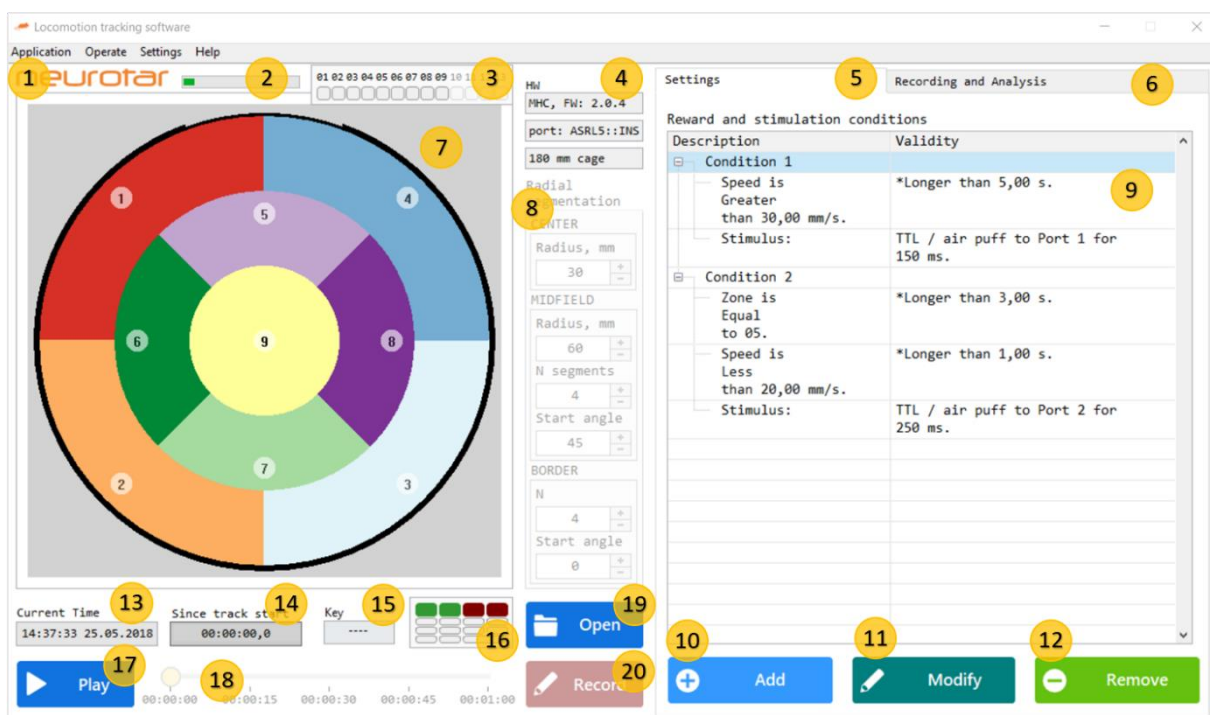 Locomotion tracking software
Application Operate Settings Help
1
neurotar
2
01 02 03 04 05 06 07 08 09 10
3
HW
4
MHC, FW: 2.0.4
port: ASRL5::INS
180 mm cage
Radial
8
CENTER
Radius, mm
30
MIDFIELD
Radius, mm
60
N segments
4
Start angle
45
BORDER
N
4
Start angle
0
7
1
4
5
6
9
8
7
2
3
Settings
5
Recording and Analysis
6
Reward and stimulation conditions
Description Validity
Condition 1
9
Speed is *Longer than 5,00 s.
Greater
than 30,00 mm/s.
Stimulus: TTL / air puff to Port 1 for
150 ms.
Condition 2
Zone is *Longer than 3,00 s.
Equal
to 05.
Speed is *Longer than 1,00 s.
Less
than 20,00 mm/s.
Stimulus: TTL / air puff to Port 2 for
250 ms.
Current Time
13
14:37:33 25.05.2018
Since track start
14
00:00:00,0
Key
15
----
16
17
Play
18
00:00:00 00:00:15 00:00:30 00:00:45 00:01:00
19
Open
20
Record
10
Add
11
Modify
12
Remove